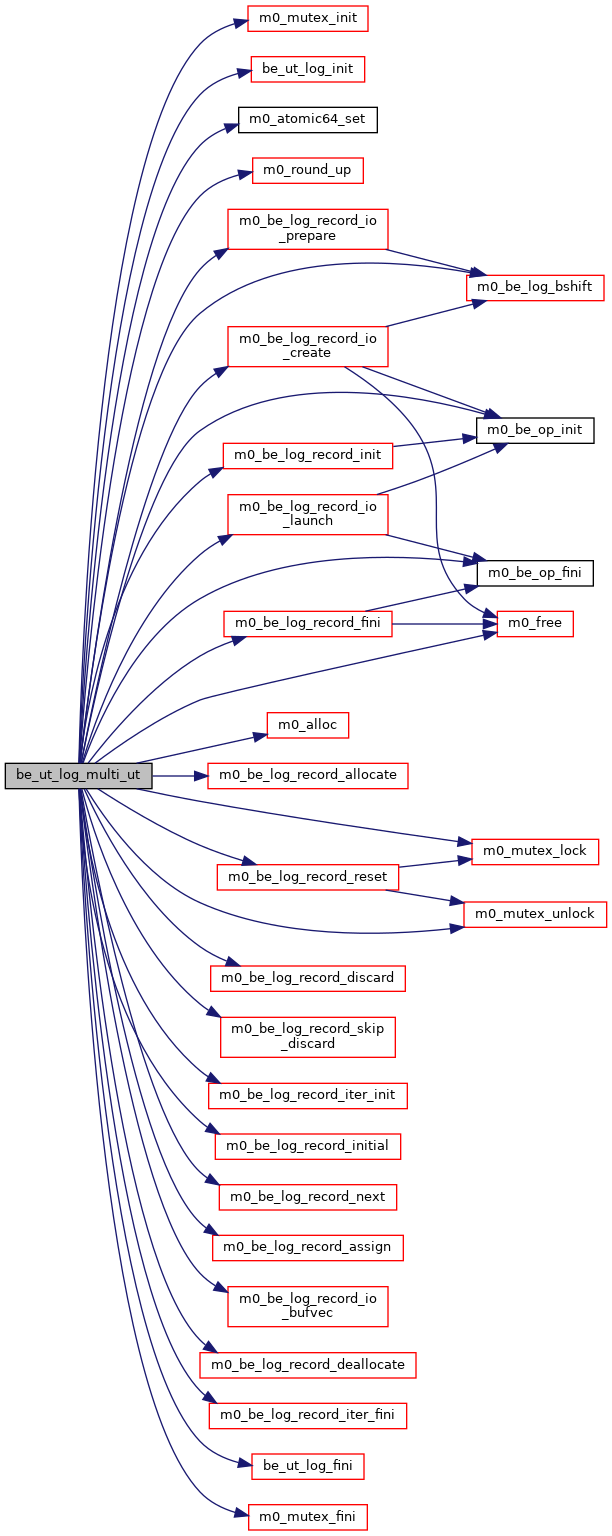 m0_mutex_init
be_ut_log_init
m0_atomic64_set
m0_round_up
m0_be_log_record_io
_prepare
m0_be_log_bshift
m0_be_log_record_io
_create
m0_be_op_init
m0_be_log_record_init
m0_be_log_record_io
_launch
m0_be_op_fini
m0_be_log_record_fini
m0_free
m0_alloc
be_ut_log_multi_ut
m0_be_log_record_allocate
m0_mutex_lock
m0_be_log_record_reset
m0_mutex_unlock
m0_be_log_record_discard
m0_be_log_record_skip
_discard
m0_be_log_record_iter_init
m0_be_log_record_initial
m0_be_log_record_next
m0_be_log_record_assign
m0_be_log_record_io
_bufvec
m0_be_log_record_deallocate
m0_be_log_record_iter_fini
be_ut_log_fini
m0_mutex_fini